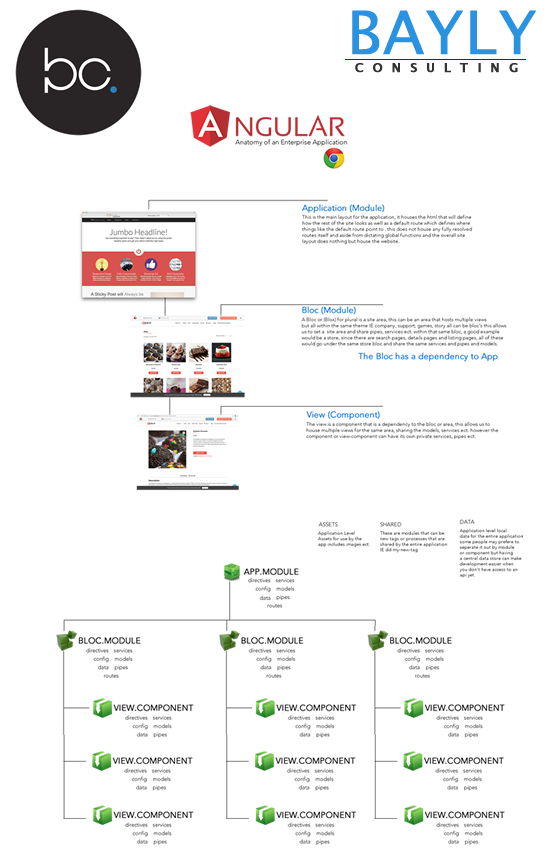 bc.
BAYLY
CONSULTING
ANGULAR
Anatomy of an Enterprise Application
Application (Module)
This is the main layout for the application, it houses the html that will define
how the rest of the site looks as well as a default route which defines where
things like the default route point to . this does not house any fully resolved
routes itself and aside from dictating global functions and the overall site
layout does nothing but house the website.
Jumbo Headline!
A Sticky Post will Always be
Bloc (Module)
A Bloc or (Blox) for plural is a site area, this can be an area that hosts multiple views
but all within the same theme IE company, support, games, story all can be bloc's this allows
us to set a site area and share pipes, services ect. within that same bloc, a good example
would be a store, since there are search pages, details pages and listing pages, all of these
would go under the same store bloc and share the same services and pipes and models.
The Bloc has a dependency to App
View (Component)
The view is a component that is a dependency to the bloc or area, this allows us to
house multiple views for the same area, sharing the models, services ect. however the
component or view component can have its own private services, pipes ect.
ASSETS
Application Level
Assets for use by the
app includes images ect.
SHARED
These are modules that can be
new tags or processes that are
shared by the entire application
IE did-my-new-tag
DATA
Application level local
data for the entire application
some people may prefere to
seperate it out by module
or component but having
a central data store can make
development easier when
you don't have access to an
api yet.
APP.MODULE
directives services
config models
data pipes
routes
BLOC.MODULE BLOC.MODULE BLOC.MODULE
directives services directives services directives services
config models config models config models
data pipes data pipes data pipes
routes routes routes
VIEW.COMPONENT VIEW.COMPONENT VIEW.COMPONENT
directives services directives services directives services
config models config models config models
data pipes data pipes data pipes
VIEW.COMPONENT VIEW.COMPONENT VIEW.COMPONENT
directives services directives services directives services
config models config models config models
data pipes data pipes data pipes
VIEW.COMPONENT VIEW.COMPONENT VIEW.COMPONENT
directives services directives services directives services
config models config models config models
data pipes data pipes data pipes